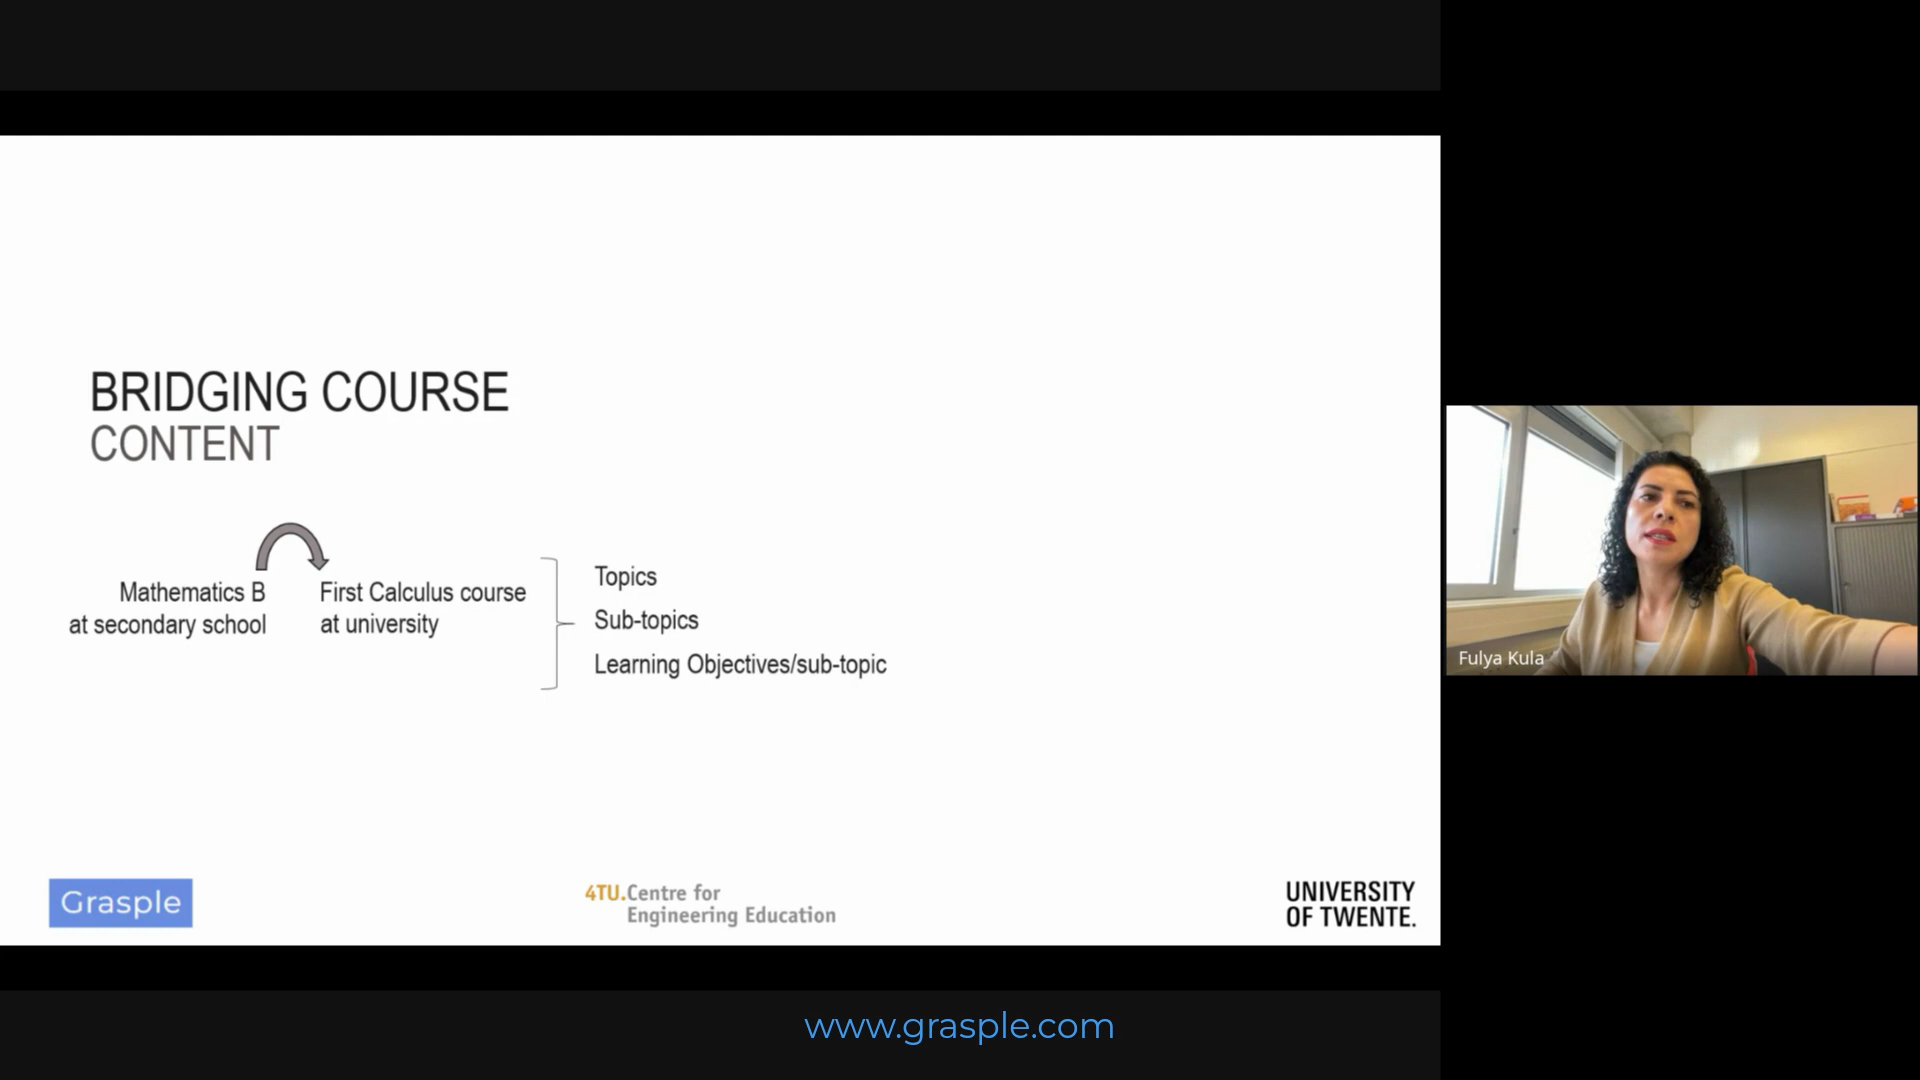 BRIDGING COURSE
CONTENT
Mathematics B
at secondary school
First Calculus course
at university
Topics
Sub-topics
Learning Objectives/sub-topic
Grasple
4TU.Centre for
Engineering Education
UNIVERSITY
OF TWENTE.
Fulya Kula
www.grasple.com